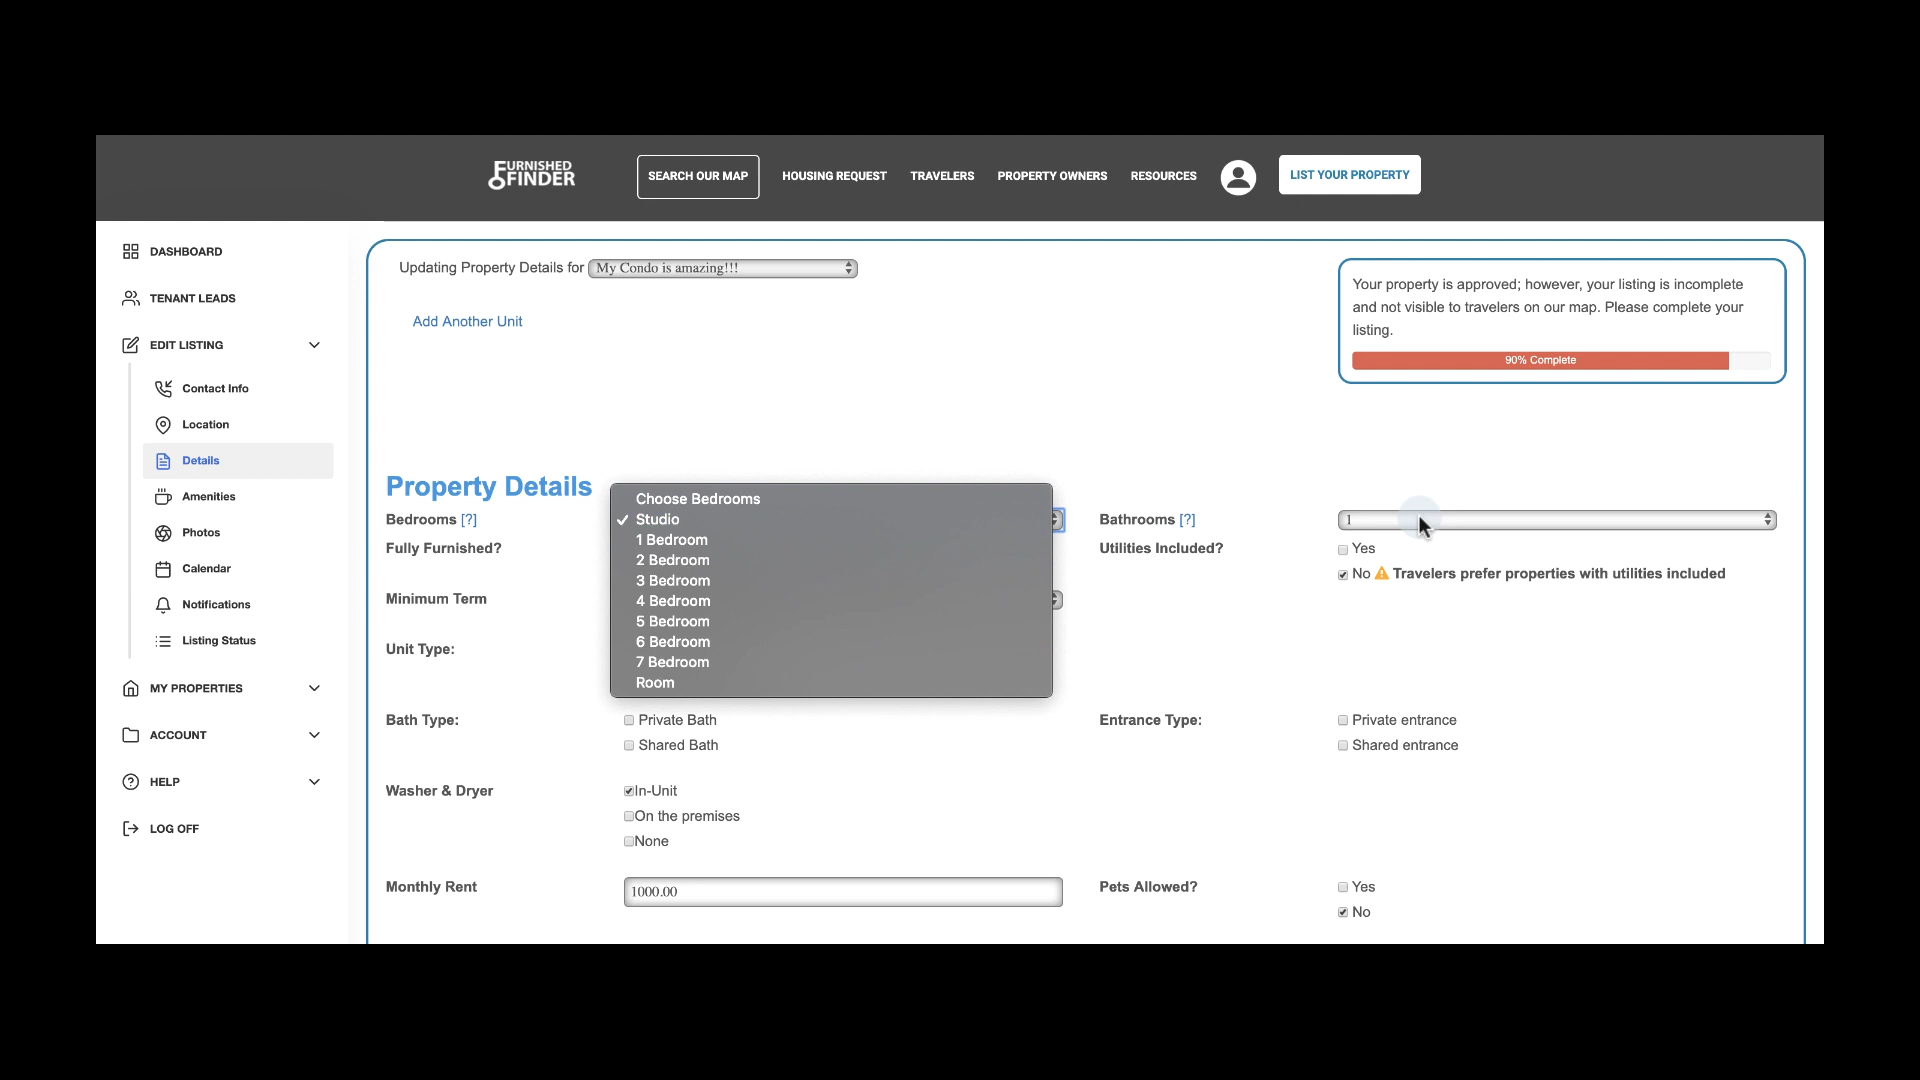 FURNISHED
FINDER
SEARCH OUR MAP
HOUSING REQUEST
TRAVELERS
PROPERTY OWNERS
RESOURCES
LIST YOUR PROPERTY
DASHBOARD
TENANT LEADS
EDIT LISTING
Contact Info
Location
Details
Amenities
Photos
Calendar
Notifications
Listing Status
MY PROPERTIES
ACCOUNT
HELP
LOG OFF
Updating Property Details for My Condo is amazing!!!
Add Another Unit
Your property is approved; however, your listing is incomplete
and not visible to travelers on our map. Please complete your
listing.
90% Complete
Property Details
Bedrooms [?]
Choose Bedrooms
Studio
1 Bedroom
2 Bedroom
3 Bedroom
4 Bedroom
5 Bedroom
6 Bedroom
7 Bedroom
Room
Bathrooms [?]
1
Fully Furnished?
Utilities Included?
Yes
No Travelers prefer properties with utilities included
Minimum Term
Unit Type:
Bath Type:
Private Bath
Shared Bath
Entrance Type:
Private entrance
Shared entrance
Washer & Dryer
In-Unit
On the premises
None
Monthly Rent
1000.00
Pets Allowed?
Yes
No